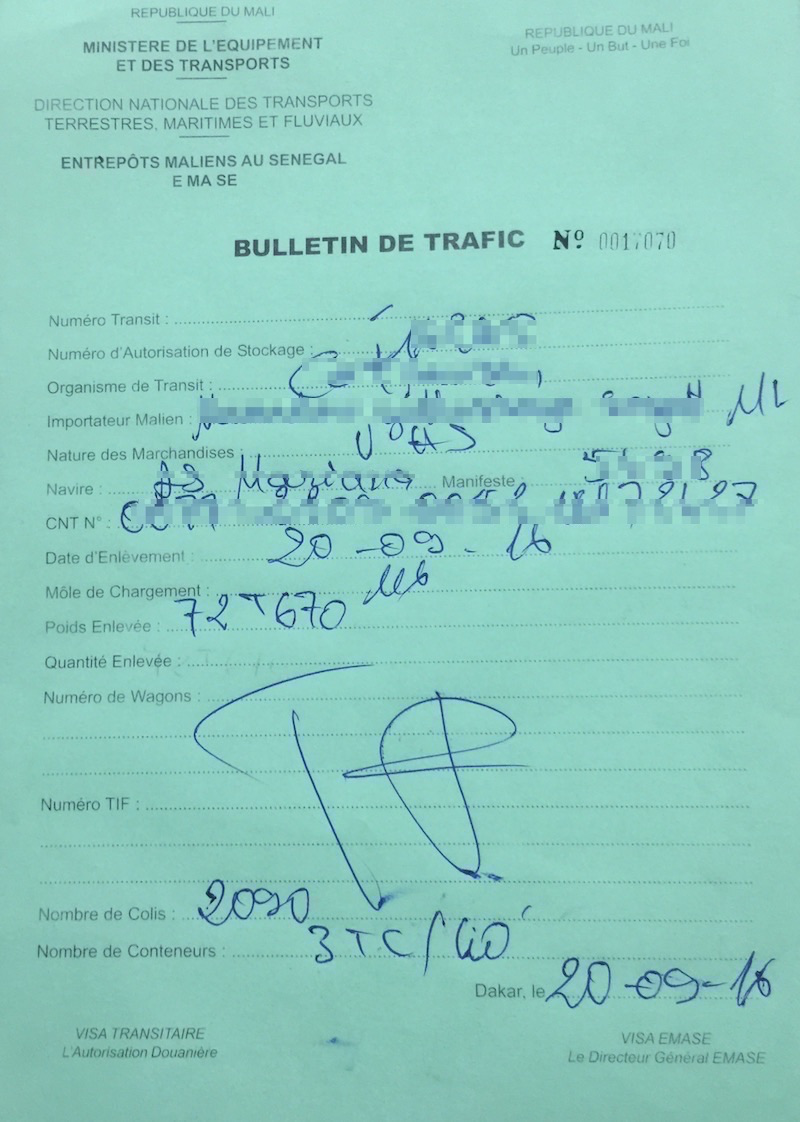 REPUBLIQUE DU MALI
MINISTERE DE L'EQUIPEMENT
ET DES TRANSPORTS
DIRECTION NATIONALE DES TRANSPORTS
TERRESTRES, MARITIMES ET FLUVIAUX
ENTREPÔTS MALIENS AU SENEGAL
E MA SE
REPUBLIQUE DU MALI
Un Peuple - Un But - Une Foi
BULLETIN DE TRAFIC Nº 0017070
Numéro Transit :
Numéro d'Autorisation de Stockage :
Organisme de Transit :
Importateur Malien :
Nature des Marchandises :
Navire : Manifeste
CNT N° :
Date d'Enlèvement : 20-09-16
Môle de Chargement :
Poids Enlevée : 72T670
Quantité Enlevée :
Numéro de Wagons :
Numéro TIF :
Nombre de Colis : 2090
Nombre de Conteneurs : 3TC/40'
Dakar, le 20-09-16
VISA TRANSITAIRE
L'Autorisation Douanière
VISA EMASE
Le Directeur Général EMASE